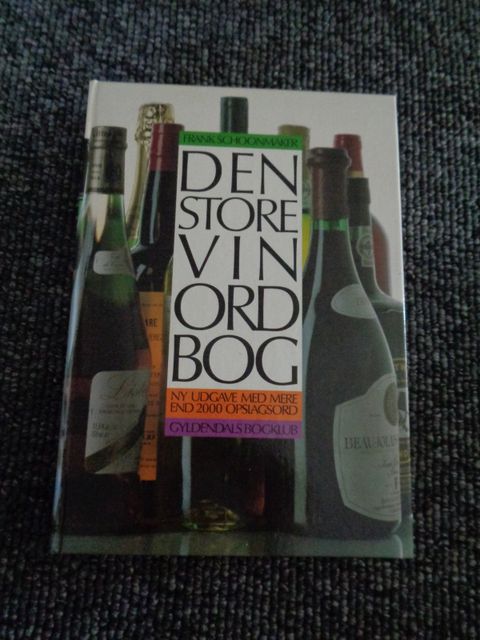 FRANK SCHOONMAKER
DEN
STORE
VIN
ORD
BOG
NY UDGAVE MED MERE
END 2000 OPSLAGSORD
GYLDENDALS BOGKLUB